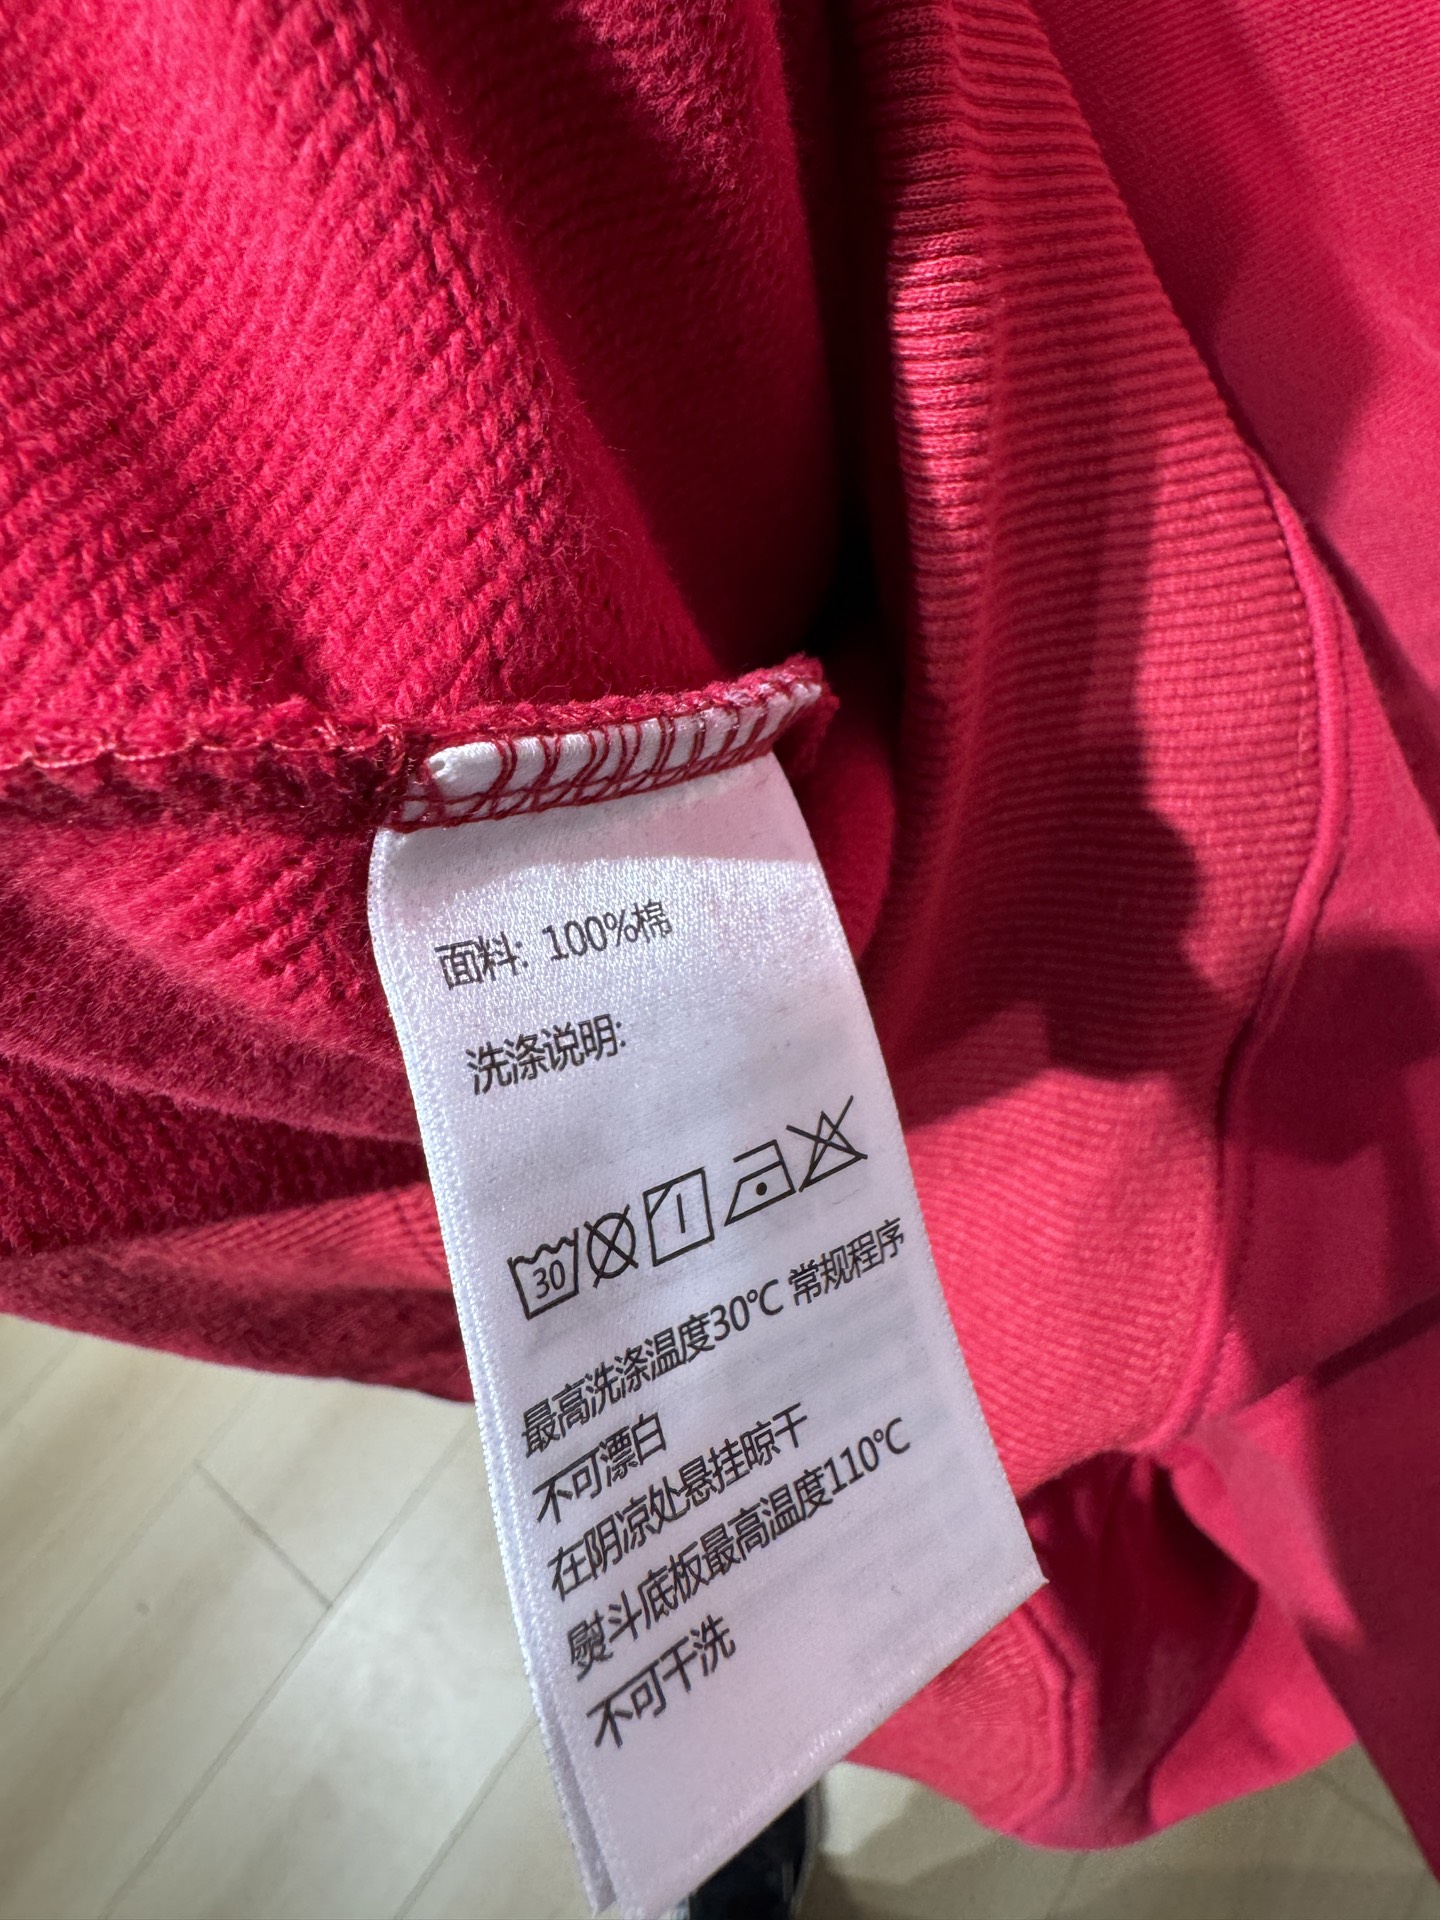 面料: 100%棉
洗涤说明:
30
最高洗涤温度30℃ 常规程序
不可漂白
在阴凉处悬挂晾干
熨斗底板最高温度110℃
不可干洗